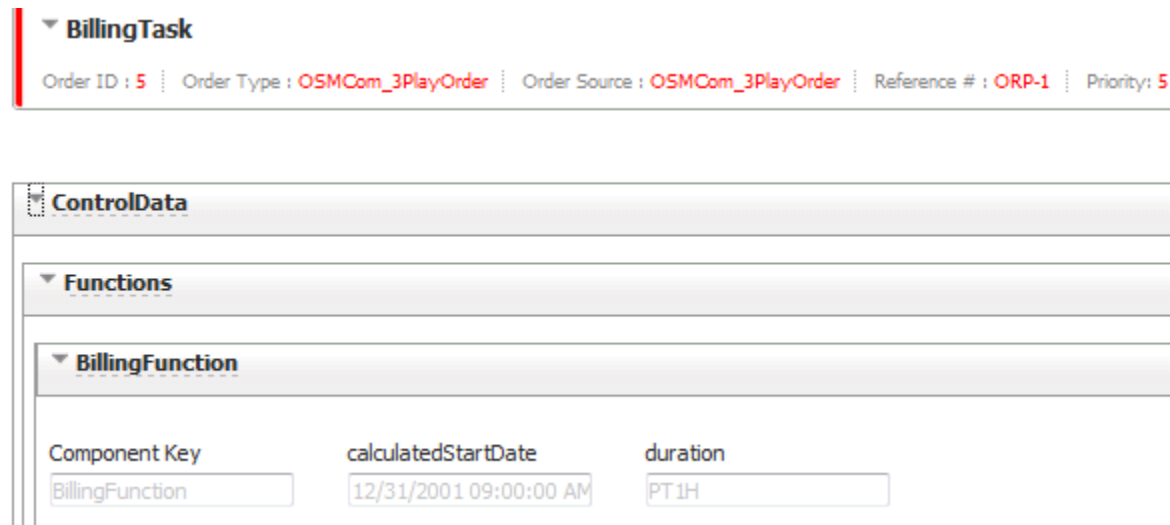 BillingTask
Order ID : 5 Order Type : OSMCom_3PlayOrder Order Source : OSMCom_3PlayOrder Reference # : ORP-1 Priority: 5
ControlData
Functions
BillingFunction
Component Key calculatedStartDate duration
BillingFunction 12/31/2001 09:00:00 AM PT1H